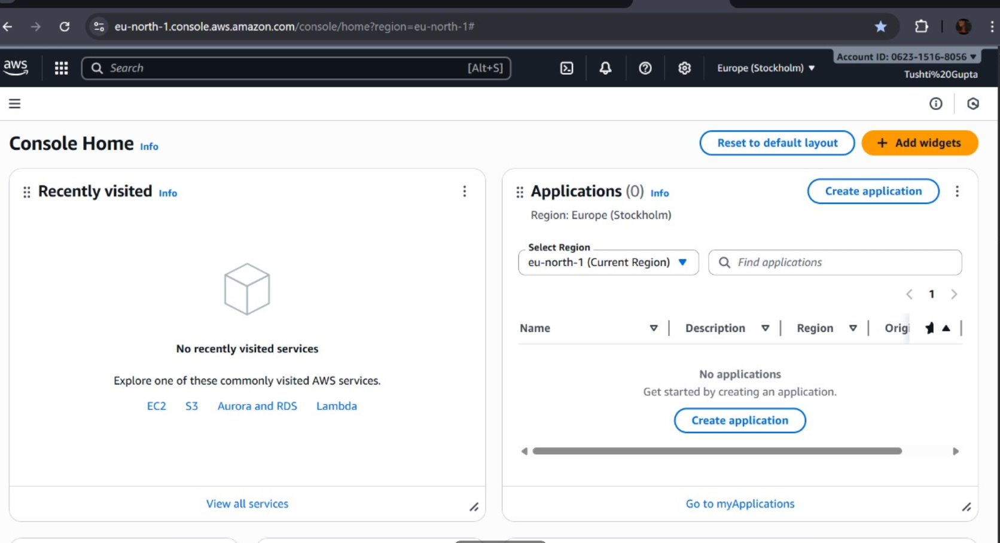 eu-north-1.console.aws.amazon.com/console/home?region=eu-north-1#
aws
Search [Alt+S]
Europe (Stockholm)
Account ID: 0623-1516-8056
Tushti%20Gupta
Console Home Info
Reset to default layout
+ Add widgets
Recently visited Info
No recently visited services
Explore one of these commonly visited AWS services.
EC2 S3 Aurora and RDS Lambda
View all services
Applications (0) Info
Create application
Region: Europe (Stockholm)
Select Region
eu-north-1 (Current Region)
Find applications
1
Name Description Region Origi
No applications
Get started by creating an application.
Create application
Go to myApplications